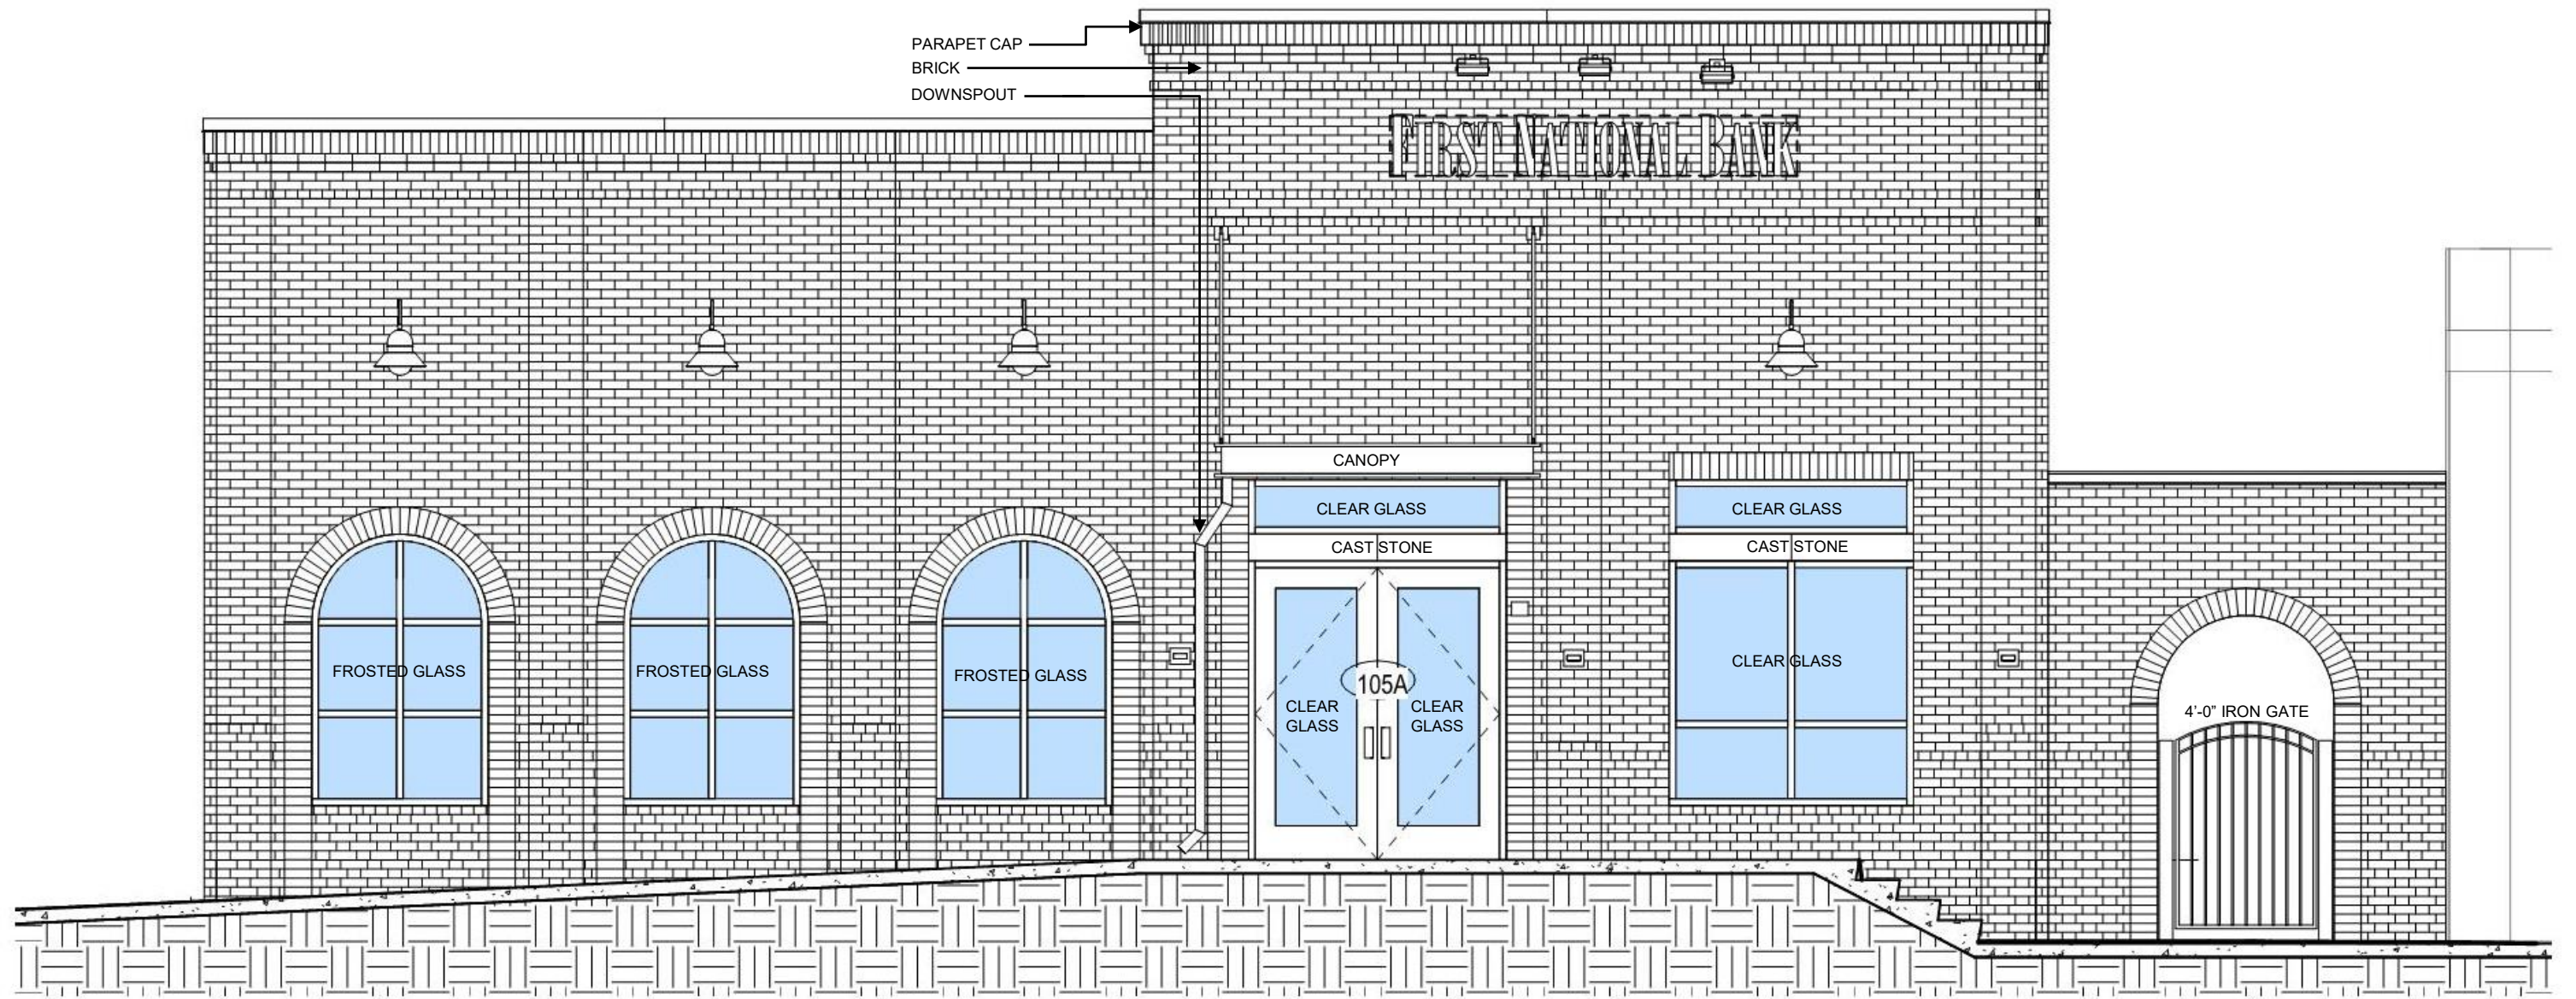 PARAPET CAP
BRICK
DOWNSPOUT
FIRST NATIONAL BANK
CANOPY
CLEAR GLASS
CLEAR GLASS
CAST STONE
CAST STONE
FROSTED GLASS
FROSTED GLASS
FROSTED GLASS
105A
CLEAR
GLASS
CLEAR
GLASS
CLEAR GLASS
4'-0" IRON GATE